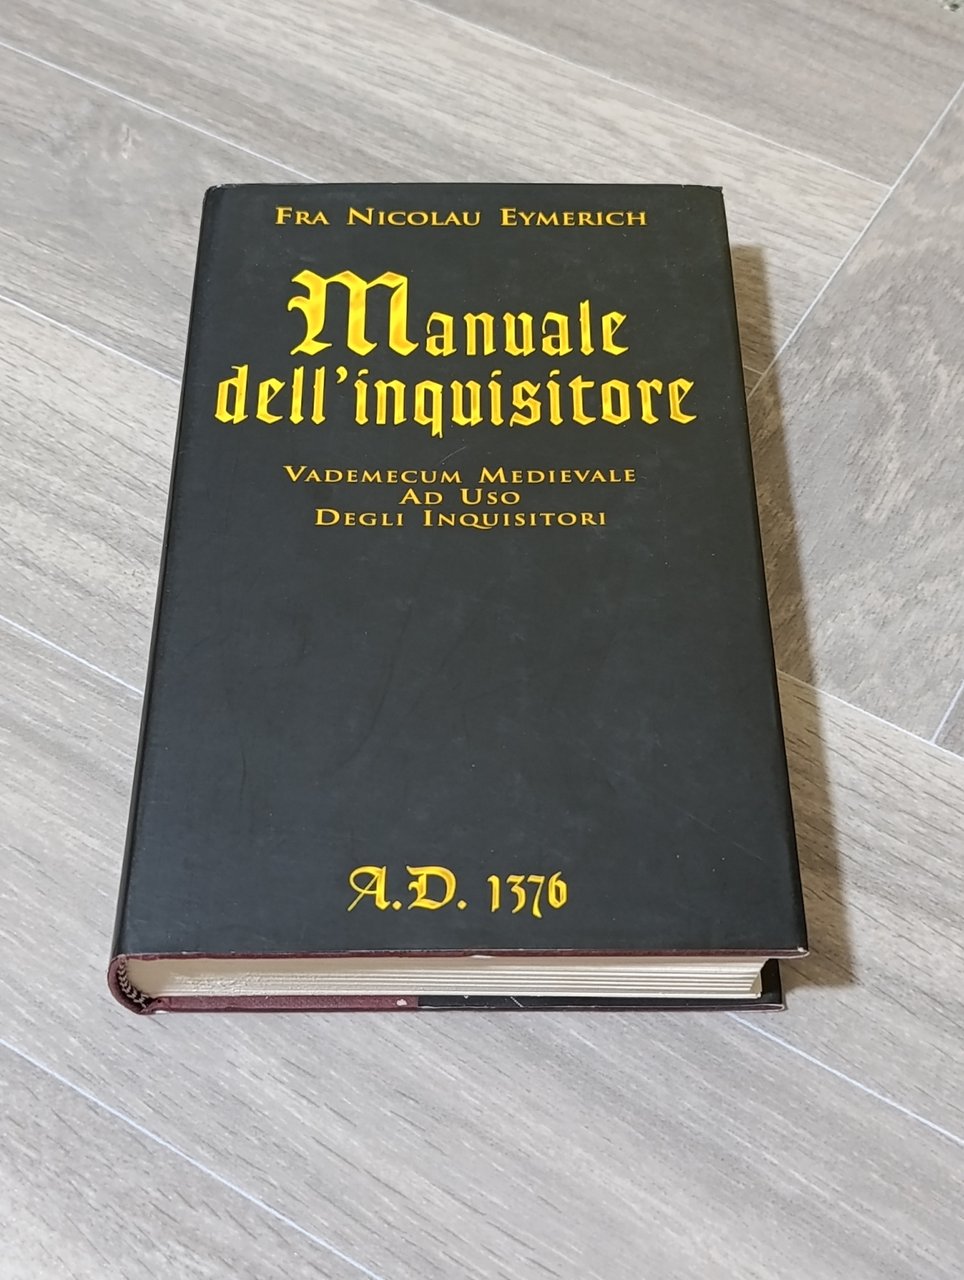 Fra Nicolau Eymerich
Manuale
dell'inquisitore
Vademecum Medievale
Ad Uso
Degli Inquisitori
A.D. 1376